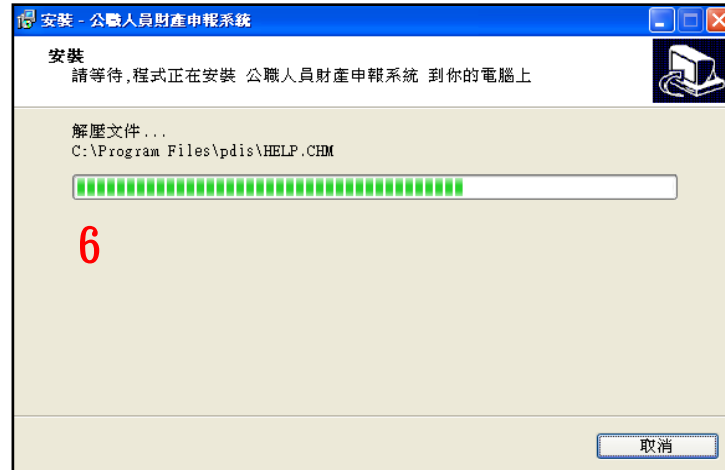 安裝 - 公職人員財產申報系統
安裝
請等待,程式正在安裝 公職人員財產申報系統 到你的電腦上
解壓文件...
C:\Program Files\pdis\HELP.CHM
6
取消